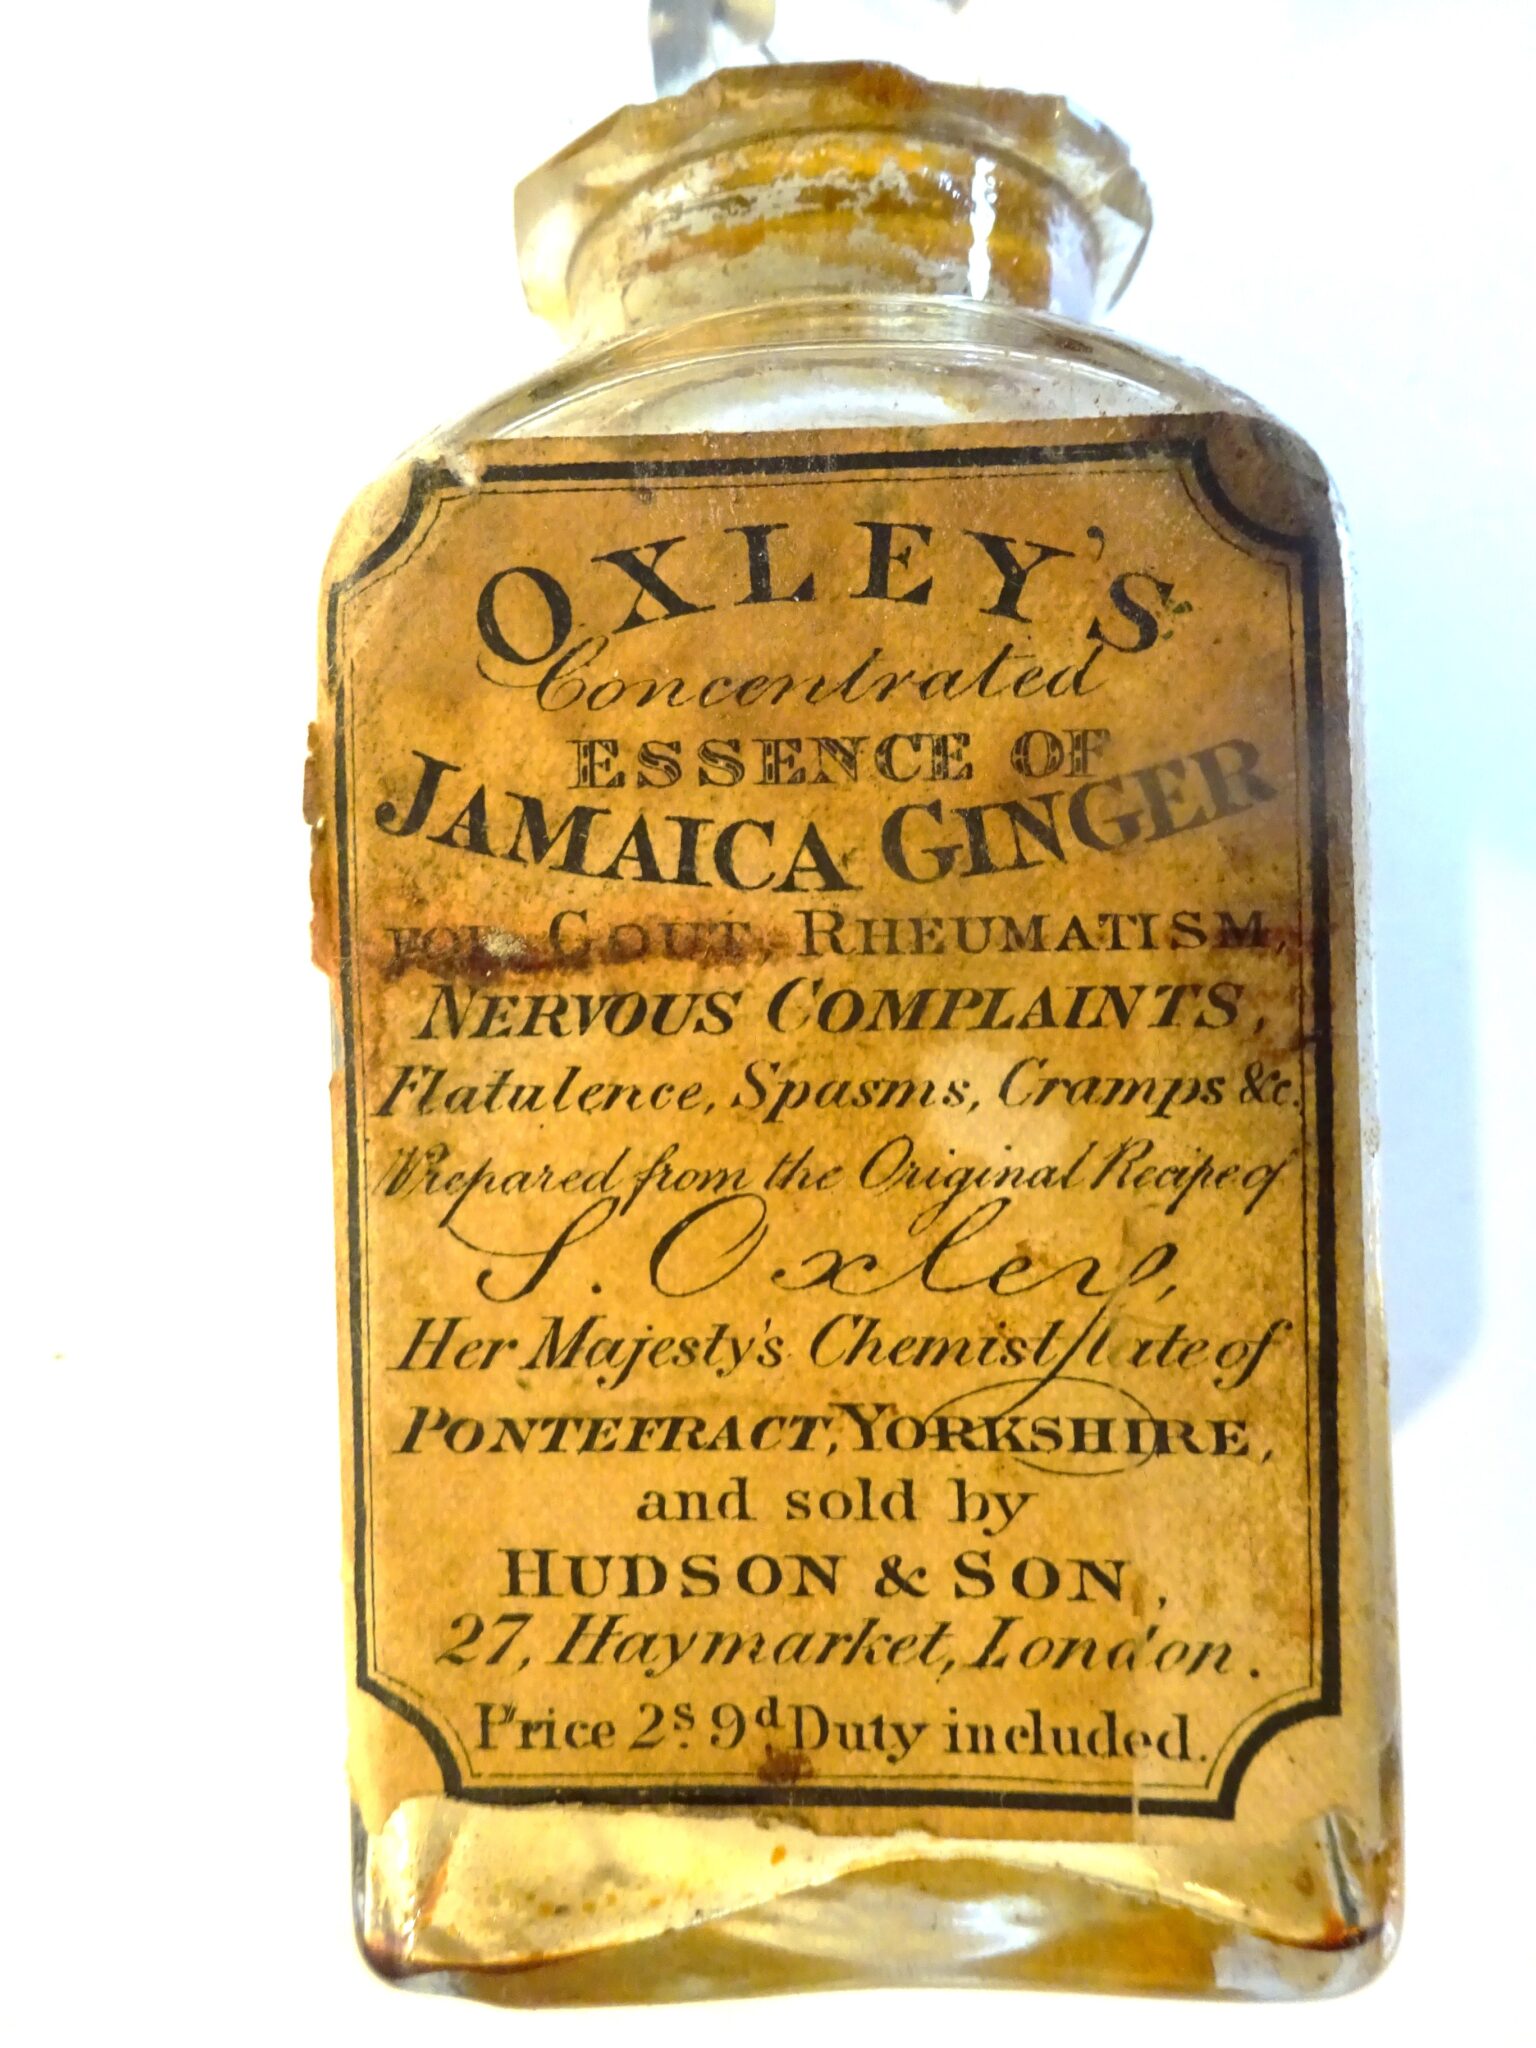 OXLEY'S
Concentrated
ESSENCE OF
JAMAICA GINGER
FOR GOUT, RHEUMATISM,
NERVOUS COMPLAINTS,
Flatulence, Spasms, Cramps &c.
Prepared from the Original Recipe of
S. Oxley,
Her Majesty's Chemist late of
PONTEFRACT, YORKSHIRE,
and sold by
HUDSON & SON,
27, Haymarket, London.
Price 2s. 9d Duty included.